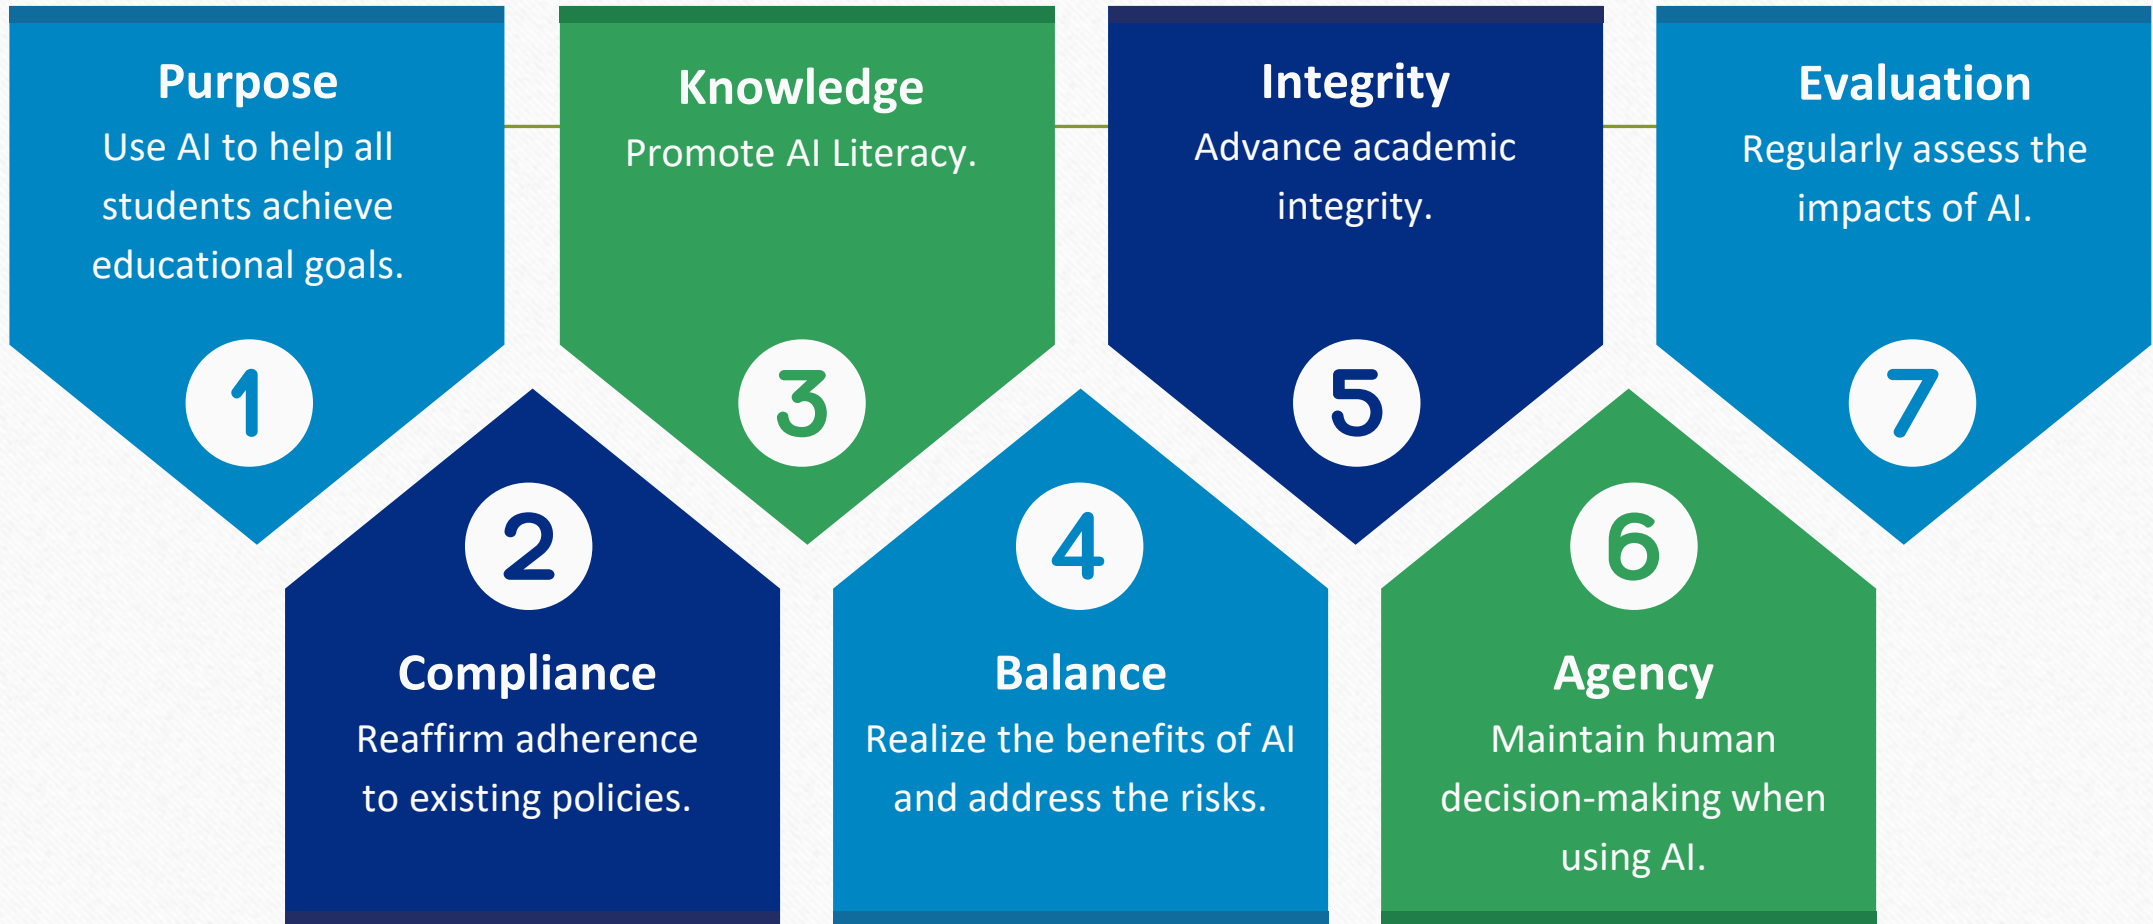 Purpose
Use AI to help all
students achieve
educational goals.
1
2
Compliance
Reaffirm adherence
to existing policies.
Knowledge
Promote AI Literacy.
3
4
Balance
Realize the benefits of AI
and address the risks.
Integrity
Advance academic
integrity.
5
6
Agency
Maintain human
decision-making when
using AI.
Evaluation
Regularly assess the
impacts of AI.
7